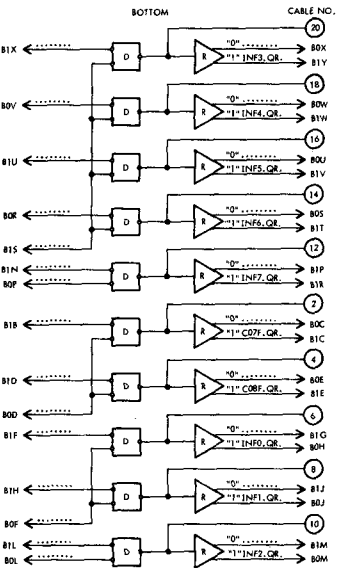 BOTTOM CABLE NO.
20
B1X D R "0" B0X
"1" INF3.QR. B1Y
18
B0V D R "0" B0W
"1" INF4.QR. B1W
16
B1U D R "0" B0U
"1" INF5.QR. B1V
14
B0R D R "0" B0S
"1" INF6.QR. B1T
B1S
12
B1N D R "0" B1P
B0P "1" INF7.QR. B1R
2
B1B D R "0" B0C
"1" C07F.QR. B1C
4
B1D D R "0" B0E
"1" C08F.QR. B1E
B0D
6
B1F D R "0" B1G
"1" INF0.QR. B0H
8
B1H D R "0" B1J
"1" INF1.QR. B0J
B0F
10
B1L D R "0" B1M
B0L "1" INF2.QR. B0M